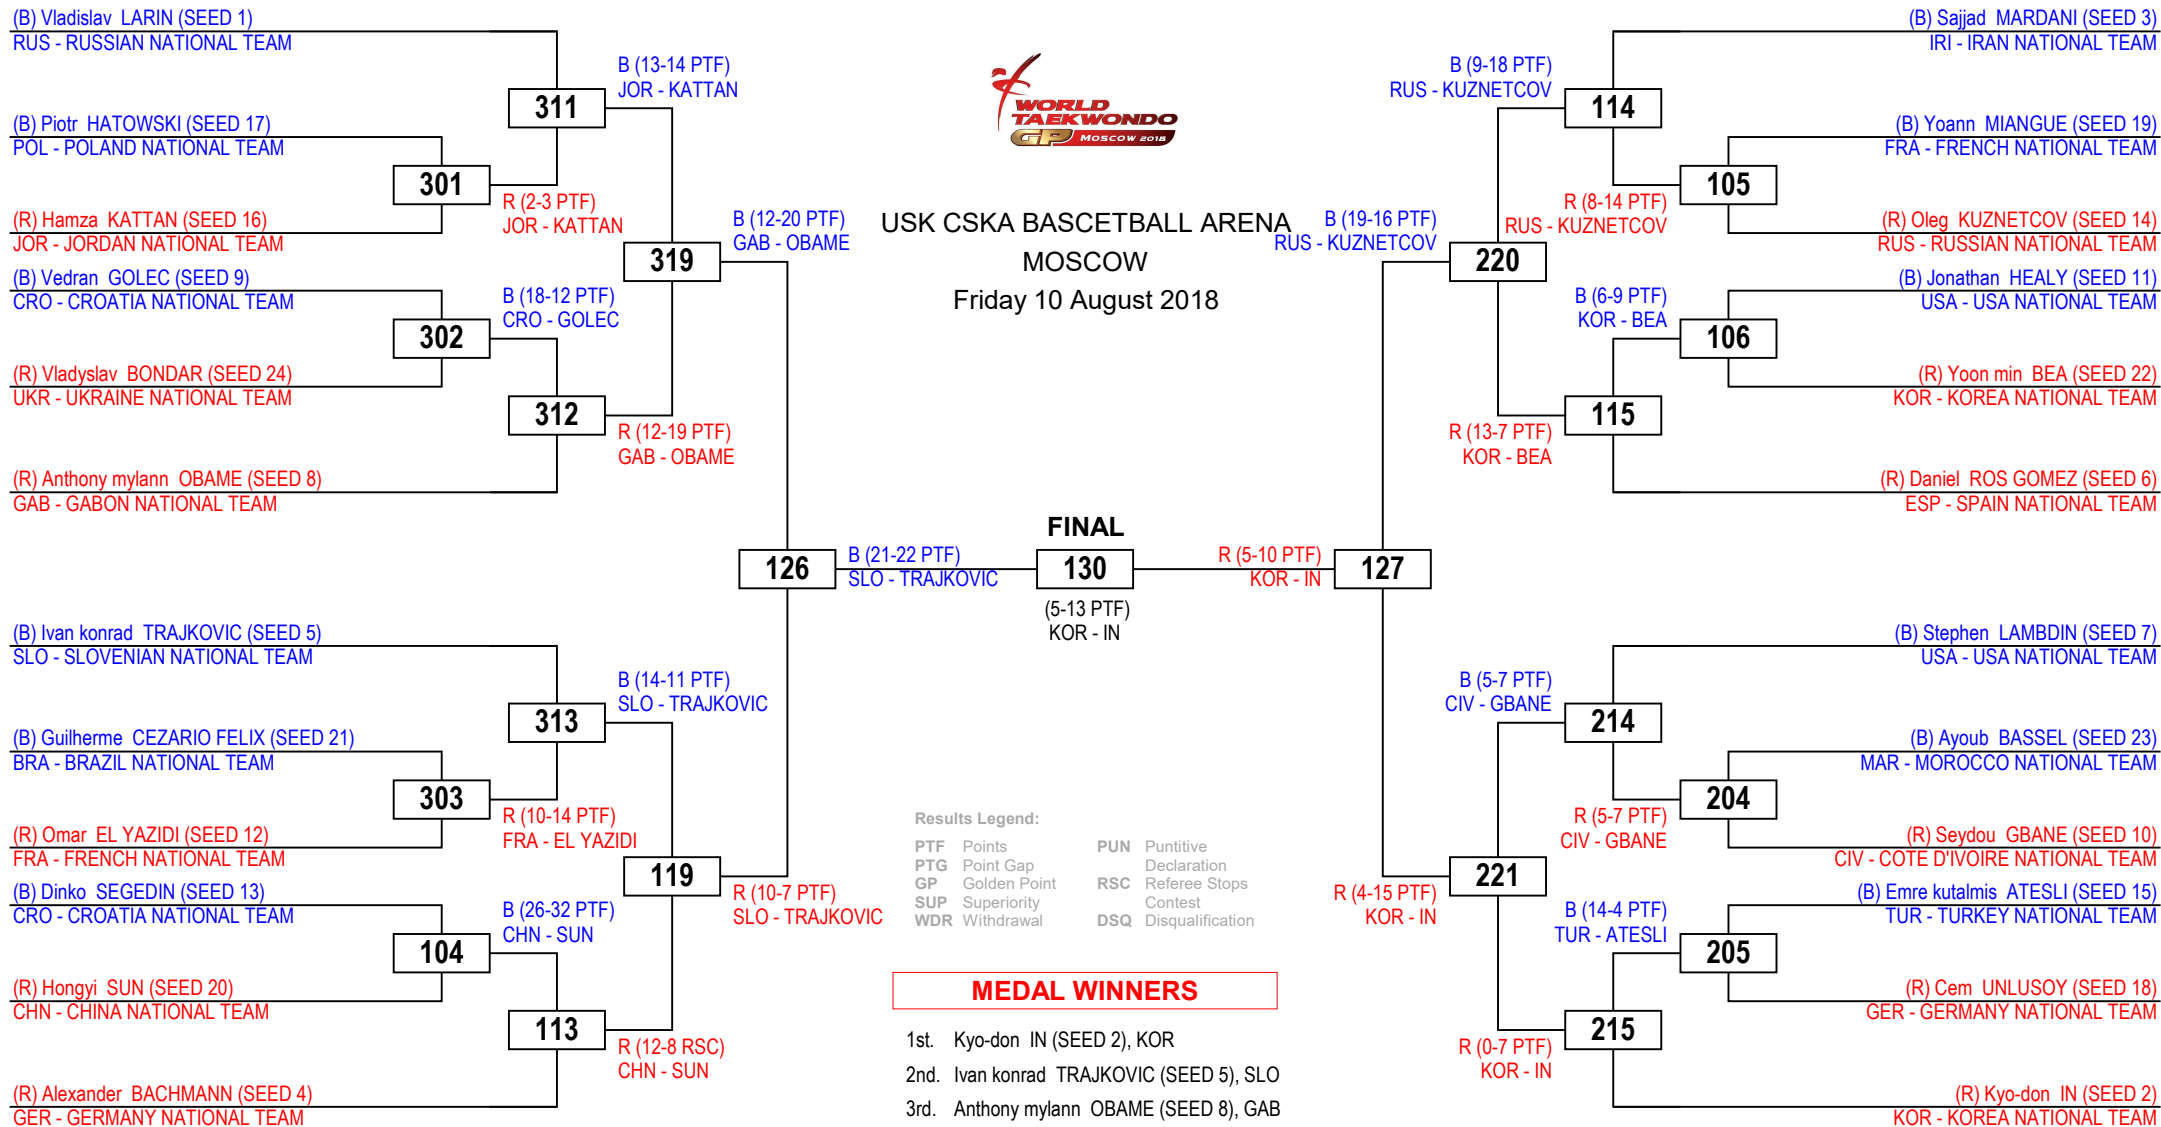 (B) Vladislav LARIN (SEED 1)
RUS - RUSSIAN NATIONAL TEAM
(B) Piotr HATOWSKI (SEED 17)
POL - POLAND NATIONAL TEAM
(R) Hamza KATTAN (SEED 16)
JOR - JORDAN NATIONAL TEAM
(B) Vedran GOLEC (SEED 9)
CRO - CROATIA NATIONAL TEAM
(R) Vladyslav BONDAR (SEED 24)
UKR - UKRAINE NATIONAL TEAM
(R) Anthony mylann OBAME (SEED 8)
GAB - GABON NATIONAL TEAM
(B) Ivan konrad TRAJKOVIC (SEED 5)
SLO - SLOVENIAN NATIONAL TEAM
(B) Guilherme CEZARIO FELIX (SEED 21)
BRA - BRAZIL NATIONAL TEAM
(R) Omar EL YAZIDI (SEED 12)
FRA - FRENCH NATIONAL TEAM
(B) Dinko SEGEDIN (SEED 13)
CRO - CROATIA NATIONAL TEAM
(R) Hongyi SUN (SEED 20)
CHN - CHINA NATIONAL TEAM
(R) Alexander BACHMANN (SEED 4)
GER - GERMANY NATIONAL TEAM
301
302
303
104
R (2-3 PTF)
JOR - KATTAN
B (18-12 PTF)
CRO - GOLEC
R (10-14 PTF)
FRA - EL YAZIDI
B (26-32 PTF)
CHN - SUN
311
312
313
113
B (13-14 PTF)
JOR - KATTAN
R (12-19 PTF)
GAB - OBAME
B (14-11 PTF)
SLO - TRAJKOVIC
R (12-8 RSC)
CHN - SUN
319
119
B (12-20 PTF)
GAB - OBAME
R (10-7 PTF)
SLO - TRAJKOVIC
126
B (21-22 PTF)
SLO - TRAJKOVIC
WORLD
TAEKWONDO
GP MOSCOW 2018
USK CSKA BASCETBALL ARENA
MOSCOW
Friday 10 August 2018
FINAL
130
(5-13 PTF)
KOR - IN
Results Legend:
PTF Points
PTG Point Gap
GP Golden Point
SUP Superiority
WDR Withdrawal
PUN Puntitive
Declaration
RSC Referee Stops
Contest
DSQ Disqualification
MEDAL WINNERS
1st. Kyo-don IN (SEED 2), KOR
2nd. Ivan konrad TRAJKOVIC (SEED 5), SLO
3rd. Anthony mylann OBAME (SEED 8), GAB
R (5-10 PTF)
KOR - IN
127
B (19-16 PTF)
RUS - KUZNETCOV
R (4-15 PTF)
KOR - IN
220
221
B (9-18 PTF)
RUS - KUZNETCOV
R (13-7 PTF)
KOR - BEA
B (5-7 PTF)
CIV - GBANE
R (0-7 PTF)
KOR - IN
114
115
214
215
R (8-14 PTF)
RUS - KUZNETCOV
B (6-9 PTF)
KOR - BEA
R (5-7 PTF)
CIV - GBANE
B (14-4 PTF)
TUR - ATESLI
105
106
204
205
(B) Sajjad MARDANI (SEED 3)
IRI - IRAN NATIONAL TEAM
(B) Yoann MIANGUE (SEED 19)
FRA - FRENCH NATIONAL TEAM
(R) Oleg KUZNETCOV (SEED 14)
RUS - RUSSIAN NATIONAL TEAM
(B) Jonathan HEALY (SEED 11)
USA - USA NATIONAL TEAM
(R) Yoon min BEA (SEED 22)
KOR - KOREA NATIONAL TEAM
(R) Daniel ROS GOMEZ (SEED 6)
ESP - SPAIN NATIONAL TEAM
(B) Stephen LAMBDIN (SEED 7)
USA - USA NATIONAL TEAM
(B) Ayoub BASSEL (SEED 23)
MAR - MOROCCO NATIONAL TEAM
(R) Seydou GBANE (SEED 10)
CIV - COTE D'IVOIRE NATIONAL TEAM
(B) Emre kutalmis ATESLI (SEED 15)
TUR - TURKEY NATIONAL TEAM
(R) Cem UNLUSOY (SEED 18)
GER - GERMANY NATIONAL TEAM
(R) Kyo-don IN (SEED 2)
KOR - KOREA NATIONAL TEAM